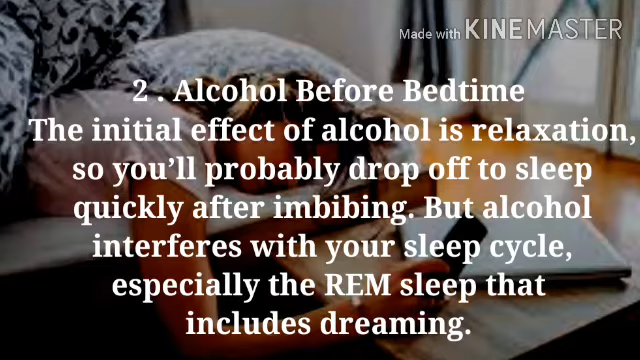 Made with KINEMASTER
2 . Alcohol Before Bedtime
The initial effect of alcohol is relaxation,
so you’ll probably drop off to sleep
quickly after imbibing. But alcohol
interferes with your sleep cycle,
especially the REM sleep that
includes dreaming.